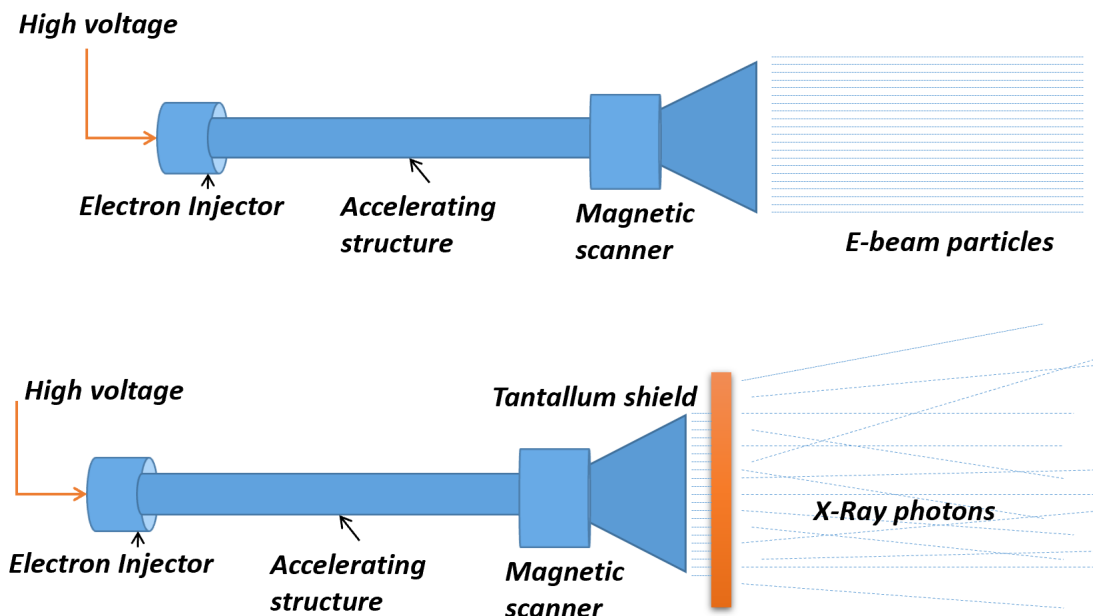 High voltage
Electron Injector
Accelerating
structure
Magnetic
scanner
E-beam particles
High voltage
Tantallum shield
X-Ray photons
Electron Injector
Accelerating
structure
Magnetic
scanner